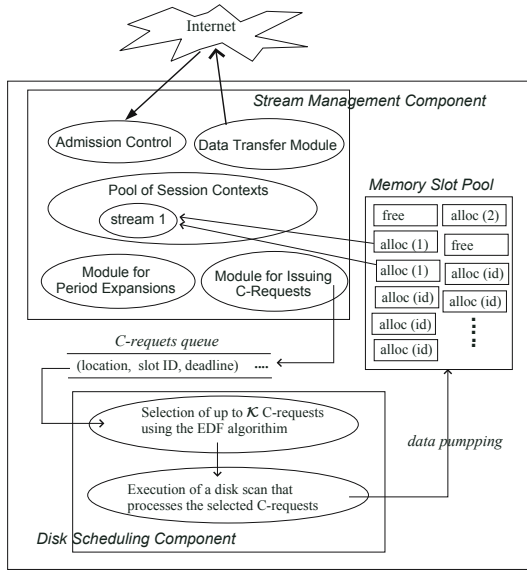 Internet
Stream Management Component
Admission Control
Data Transfer Module
Pool of Session Contexts
stream 1
Module for
Period Expansions
Module for Issuing
C-Requests
Memory Slot Pool
free
alloc (2)
alloc (1)
free
alloc (1)
alloc (id)
alloc (id)
alloc (id)
alloc (id)
alloc (id)
C-requets queue
(location, slot ID, deadline) ....
Selection of up to K C-requests
using the EDF algorithim
Execution of a disk scan that
processes the selected C-requests
Disk Scheduling Component
data pumpping